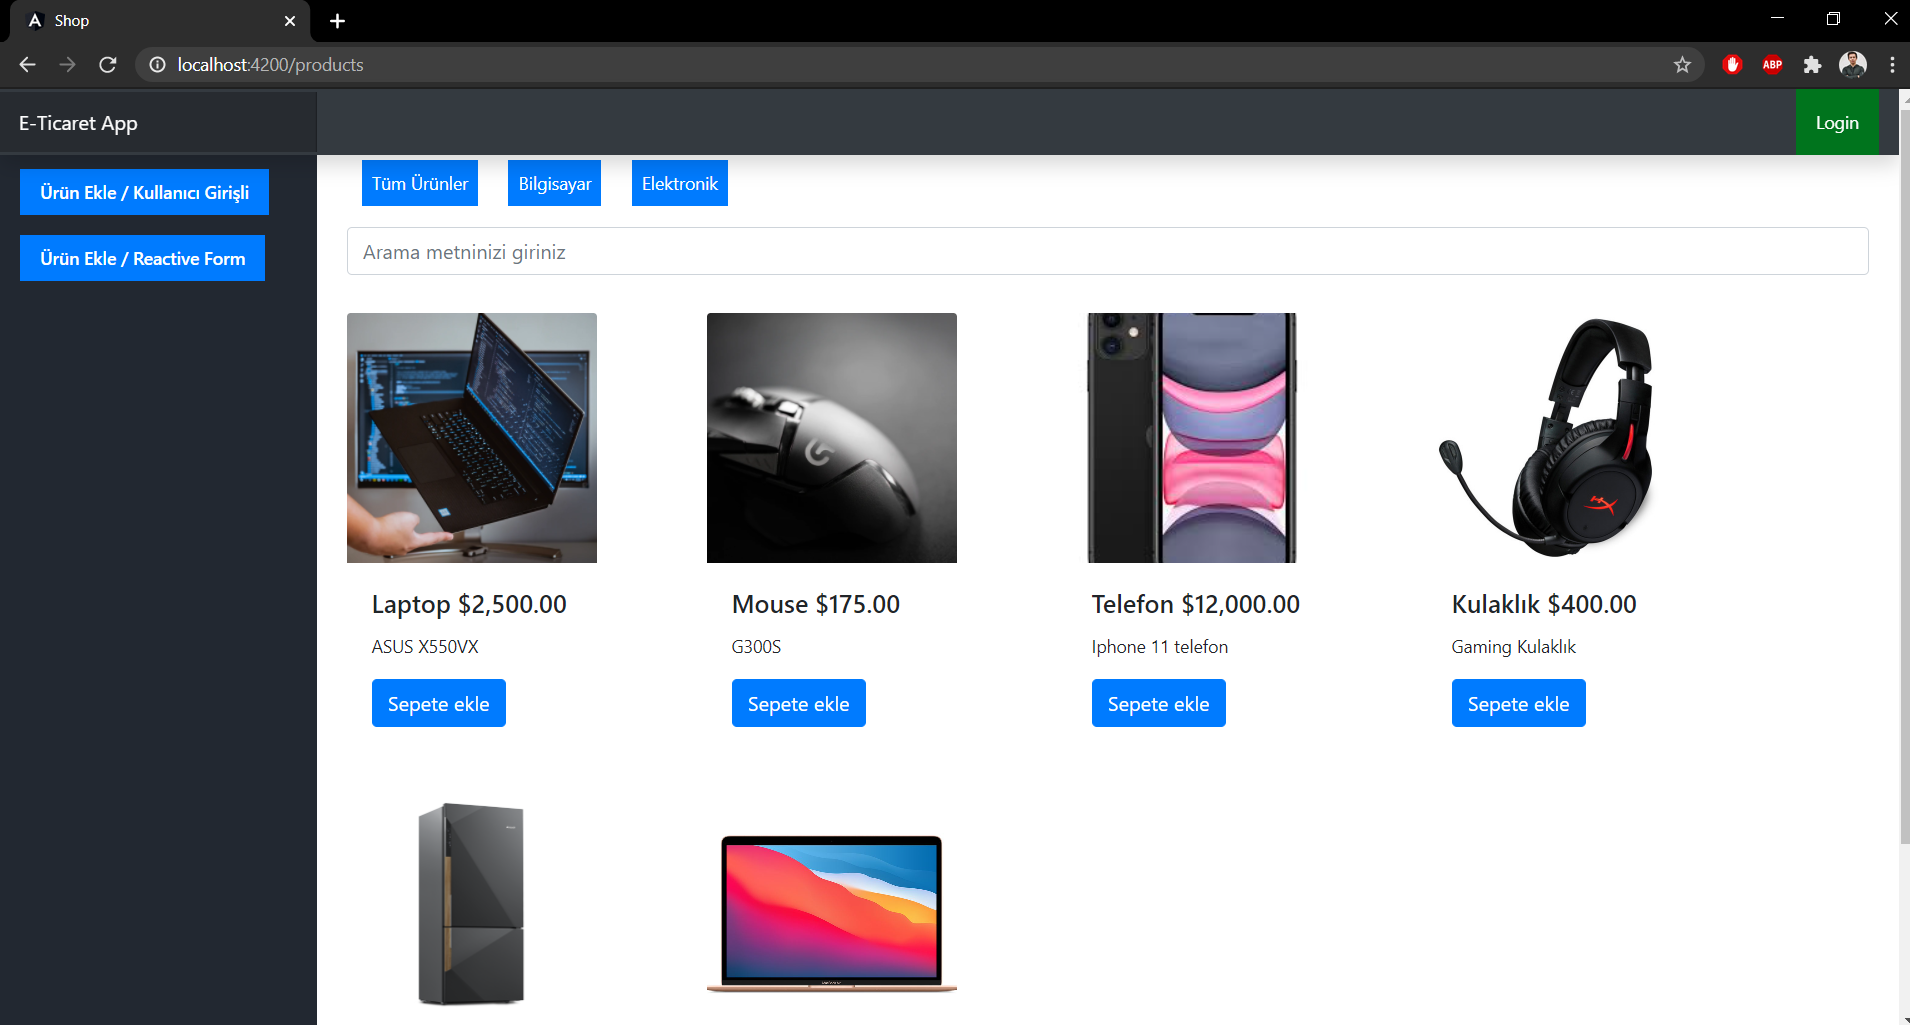 Shop
localhost:4200/products
ABP
E-Ticaret App
Login
Ürün Ekle / Kullanıcı Girişli
Ürün Ekle / Reactive Form
Tüm Ürünler
Bilgisayar
Elektronik
Arama metninizi giriniz
Laptop $2,500.00
ASUS X550VX
Sepete ekle
Mouse $175.00
G300S
Sepete ekle
Telefon $12,000.00
Iphone 11 telefon
Sepete ekle
Kulaklık $400.00
Gaming Kulaklık
Sepete ekle